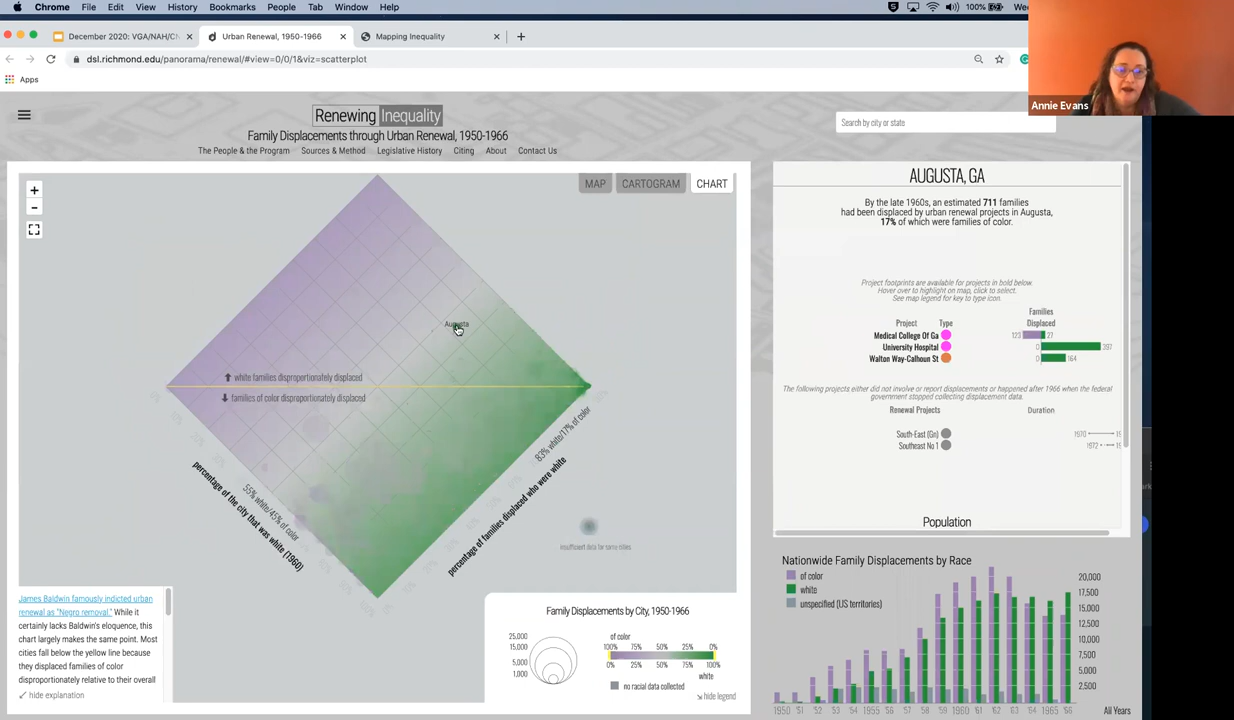 Chrome File Edit View History Bookmarks People Tab Window Help
100%
December 2020: VGA/NAH/CN
Urban Renewal, 1950-1966
Mapping Inequality
dsl.richmond.edu/panorama/renewal/#view=0/0/1&viz=scatterplot
Apps
Annie Evans
Renewing Inequality
Family Displacements through Urban Renewal, 1950-1966
The People & the Program Sources & Method Legislative History Citing About Contact Us
Search by city or state
+
-
MAP CARTOGRAM CHART
Augusta
white families disproportionately displaced
families of color disproportionately displaced
55% white/45% of color
percentage of the city that was white (1960)
83% white/17% of color
percentage of families displaced who were white
insufficient data for some cities
James Baldwin famously indicted urban
renewal as "Negro removal." While it
certainly lacks Baldwin's eloquence, this
chart largely makes the same point. Most
cities fall below the yellow line because
they displaced families of color
disproportionately relative to their overall
hide explanation
Family Displacements by City, 1950-1966
25,000
15,000
5,000
1,000
of color
100% 75% 50% 25% 0%
0% 25% 50% 75% 100%
white
no racial data collected
hide legend
AUGUSTA, GA
By the late 1960s, an estimated 711 families
had been displaced by urban renewal projects in Augusta,
17% of which were families of color.
Project footprints are available for projects in bold below.
Hover over to highlight on map, click to select.
See map legend for key to type icon.
Families
Project Type Displaced
Medical College Of Ga 123 27
University Hospital 0 397
Walton Way-Calhoun St 0 164
The following projects either did not involve or report displacements or happened after 1966 when the federal
government stopped collecting displacement data.
Renewal Projects Duration
South-East (Gn) 1970
Southeast No 1 1972
Population
Nationwide Family Displacements by Race
of color
white
unspecified (US territories)
20,000
17,500
15,000
12,500
10,000
7,500
5,000
2,500
1950 '51 '52 '53 '54 1955 '56 '57 '58 '59 1960 '61 '62 '63 '64 1965 '66
All Years